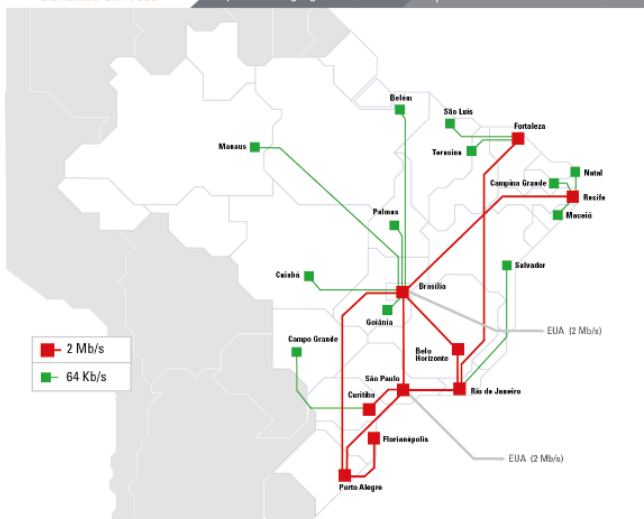 Belém
São Luís
Fortaleza
Manaus
Teresina
Natal
Campina Grande
Recife
Palmas
Maceió
Salvador
Cuiabá
Brasília
Goiânia
EUA (2 Mb/s)
2 Mb/s
64 Kb/s
Campo Grande
Belo
Horizonte
São Paulo
Rio de Janeiro
Curitiba
Florianópolis
EUA (2 Mb/s)
Porto Alegre